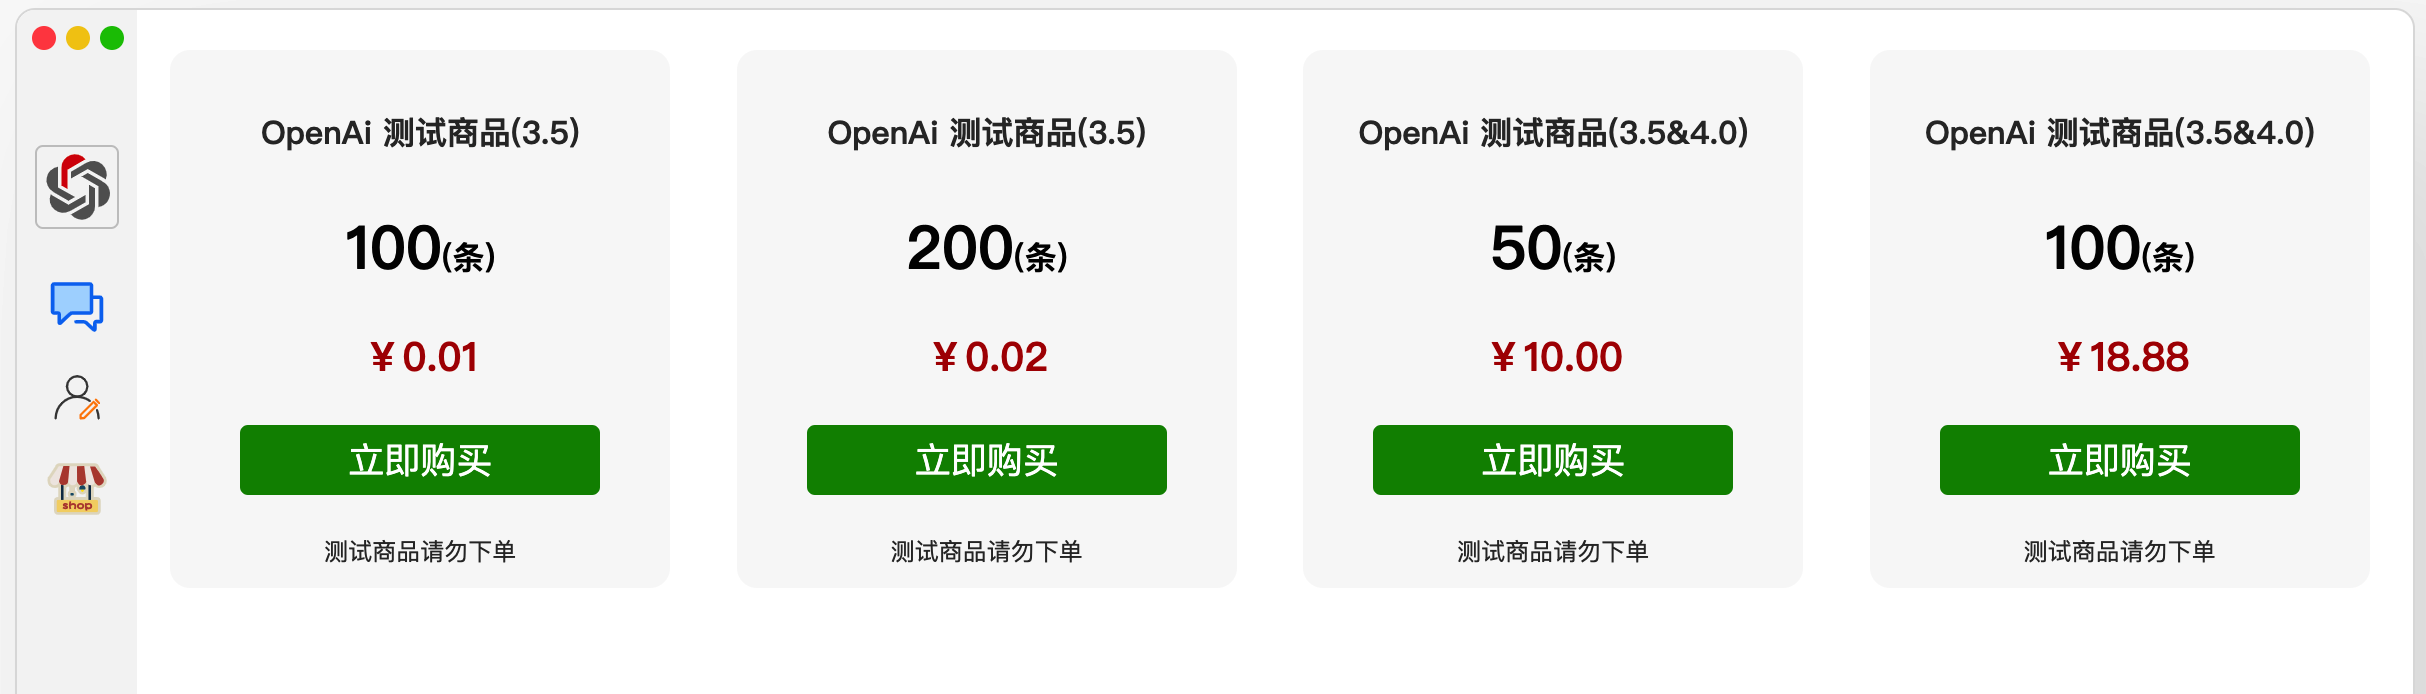 OpenAi 测试商品(3.5)
100(条)
¥ 0.01
立即购买
测试商品请勿下单
OpenAi 测试商品(3.5)
200(条)
¥ 0.02
立即购买
测试商品请勿下单
OpenAi 测试商品(3.5&4.0)
50(条)
¥ 10.00
立即购买
测试商品请勿下单
OpenAi 测试商品(3.5&4.0)
100(条)
¥ 18.88
立即购买
测试商品请勿下单
shop